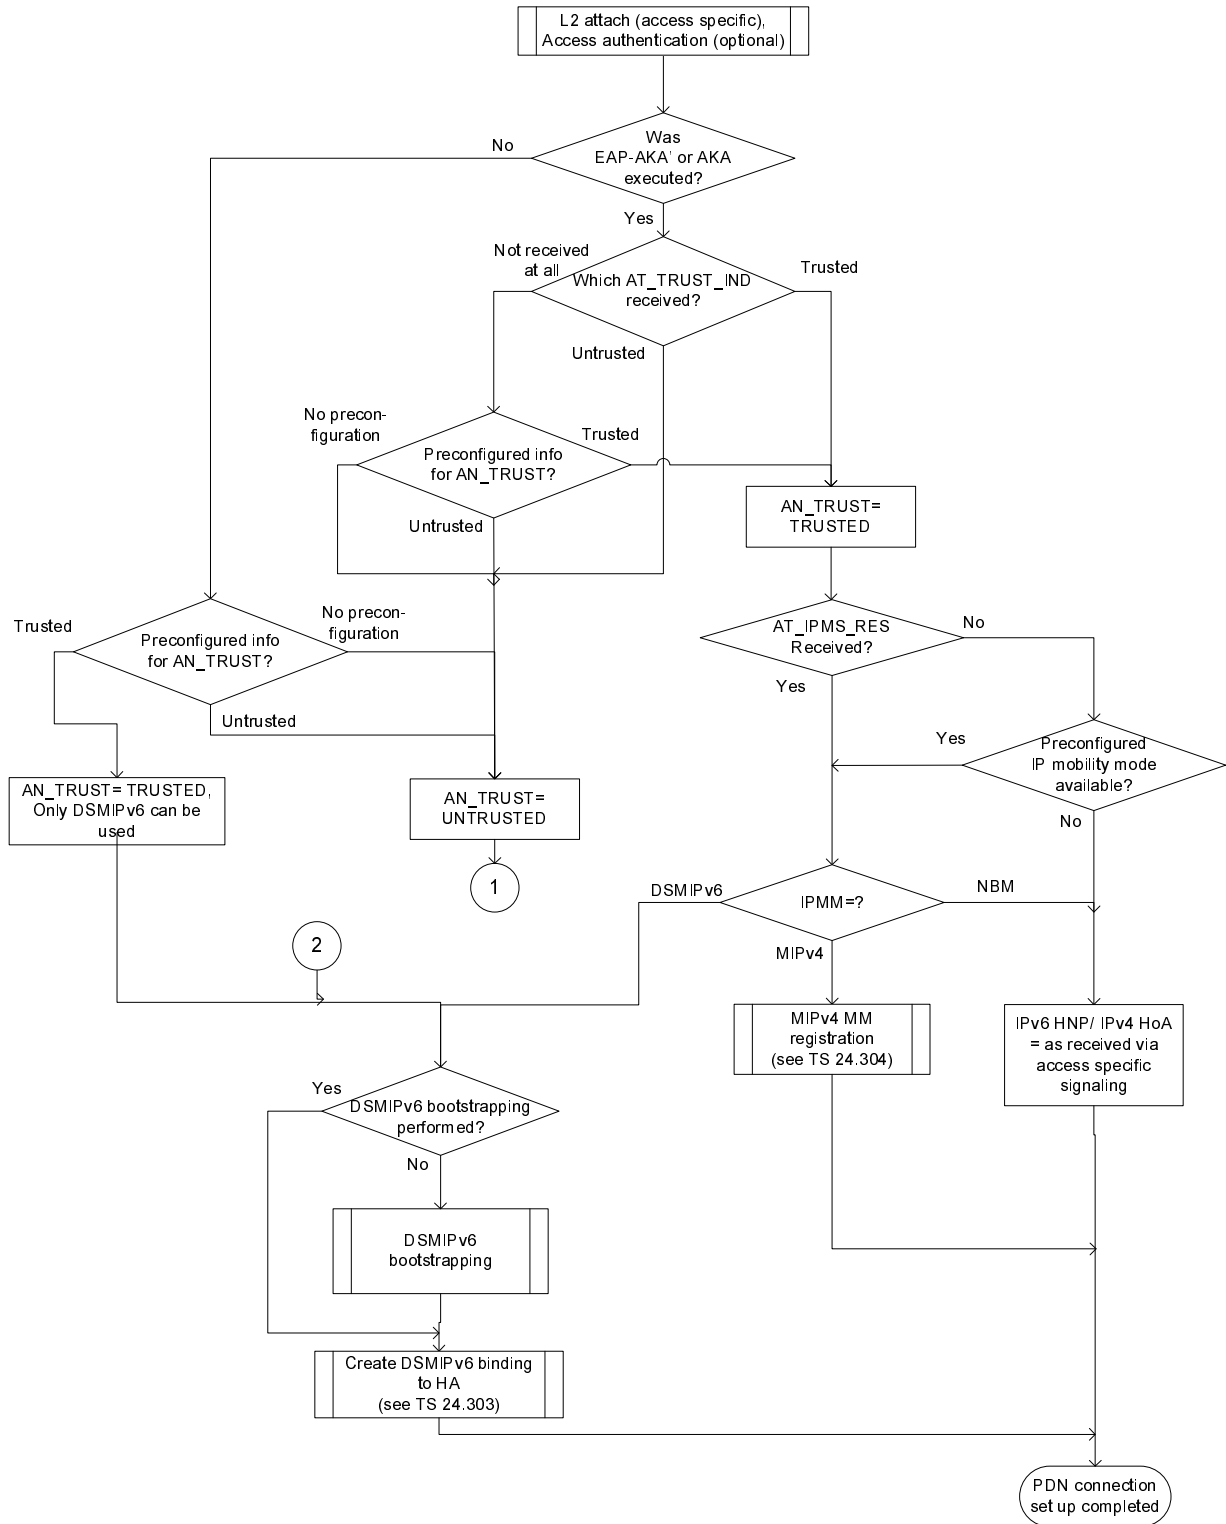 L2 attach (access specific),
Access authentication (optional)
Was
EAP-AKA' or AKA
executed?
No
Yes
Not received
at all
Which AT_TRUST_IND
received?
Trusted
Untrusted
No precon-
figuration
Preconfigured info
for AN_TRUST?
Trusted
Untrusted
AN_TRUST=
TRUSTED
Trusted
Preconfigured info
for AN_TRUST?
No precon-
figuration
Untrusted
AT_IPMS_RES
Received?
No
Yes
Yes
Preconfigured
IP mobility mode
available?
No
AN_TRUST= TRUSTED,
Only DSMIPv6 can be
used
AN_TRUST=
UNTRUSTED
1
DSMIPv6
IPMM=?
NBM
MIPv4
2
MIPv4 MM
registration
(see TS 24.304)
IPv6 HNP/ IPv4 HoA
= as received via
access specific
signaling
Yes
DSMIPv6 bootstrapping
performed?
No
DSMIPv6
bootstrapping
Create DSMIPv6 binding
to HA
(see TS 24.303)
PDN connection
set up completed